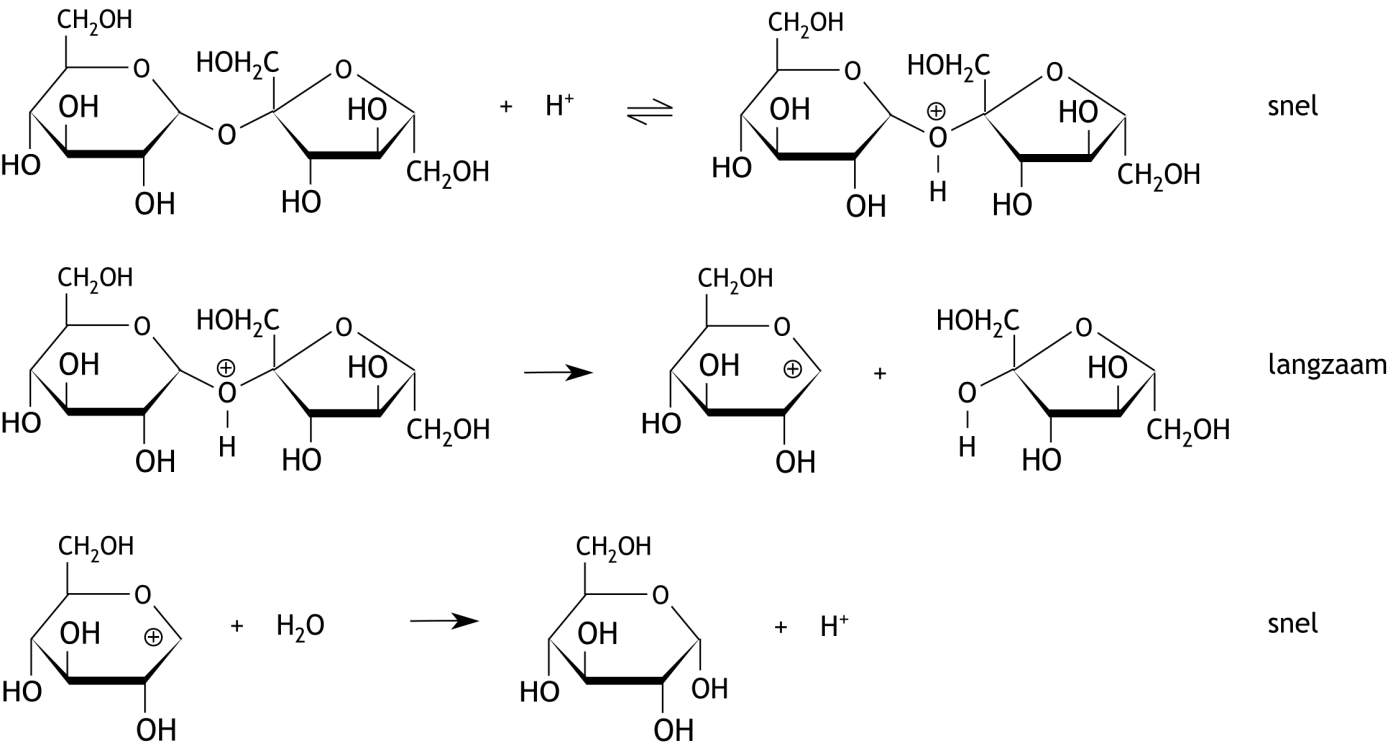 CH₂OH CH₂OH
O HOH₂C O HOH₂C O O
OH HO + H⁺ ⇌ OH ⊕ HO snel
HO O CH₂OH HO O CH₂OH
OH HO H OH HO
CH₂OH CH₂OH
O HOH₂C O O HOH₂C O
OH ⊕ HO → OH ⊕ + HO langzaam
HO O CH₂OH HO O CH₂OH
H OH HO OH H HO
CH₂OH CH₂OH
O O
OH ⊕ + H₂O → OH + H⁺ snel
HO HO OH
OH OH